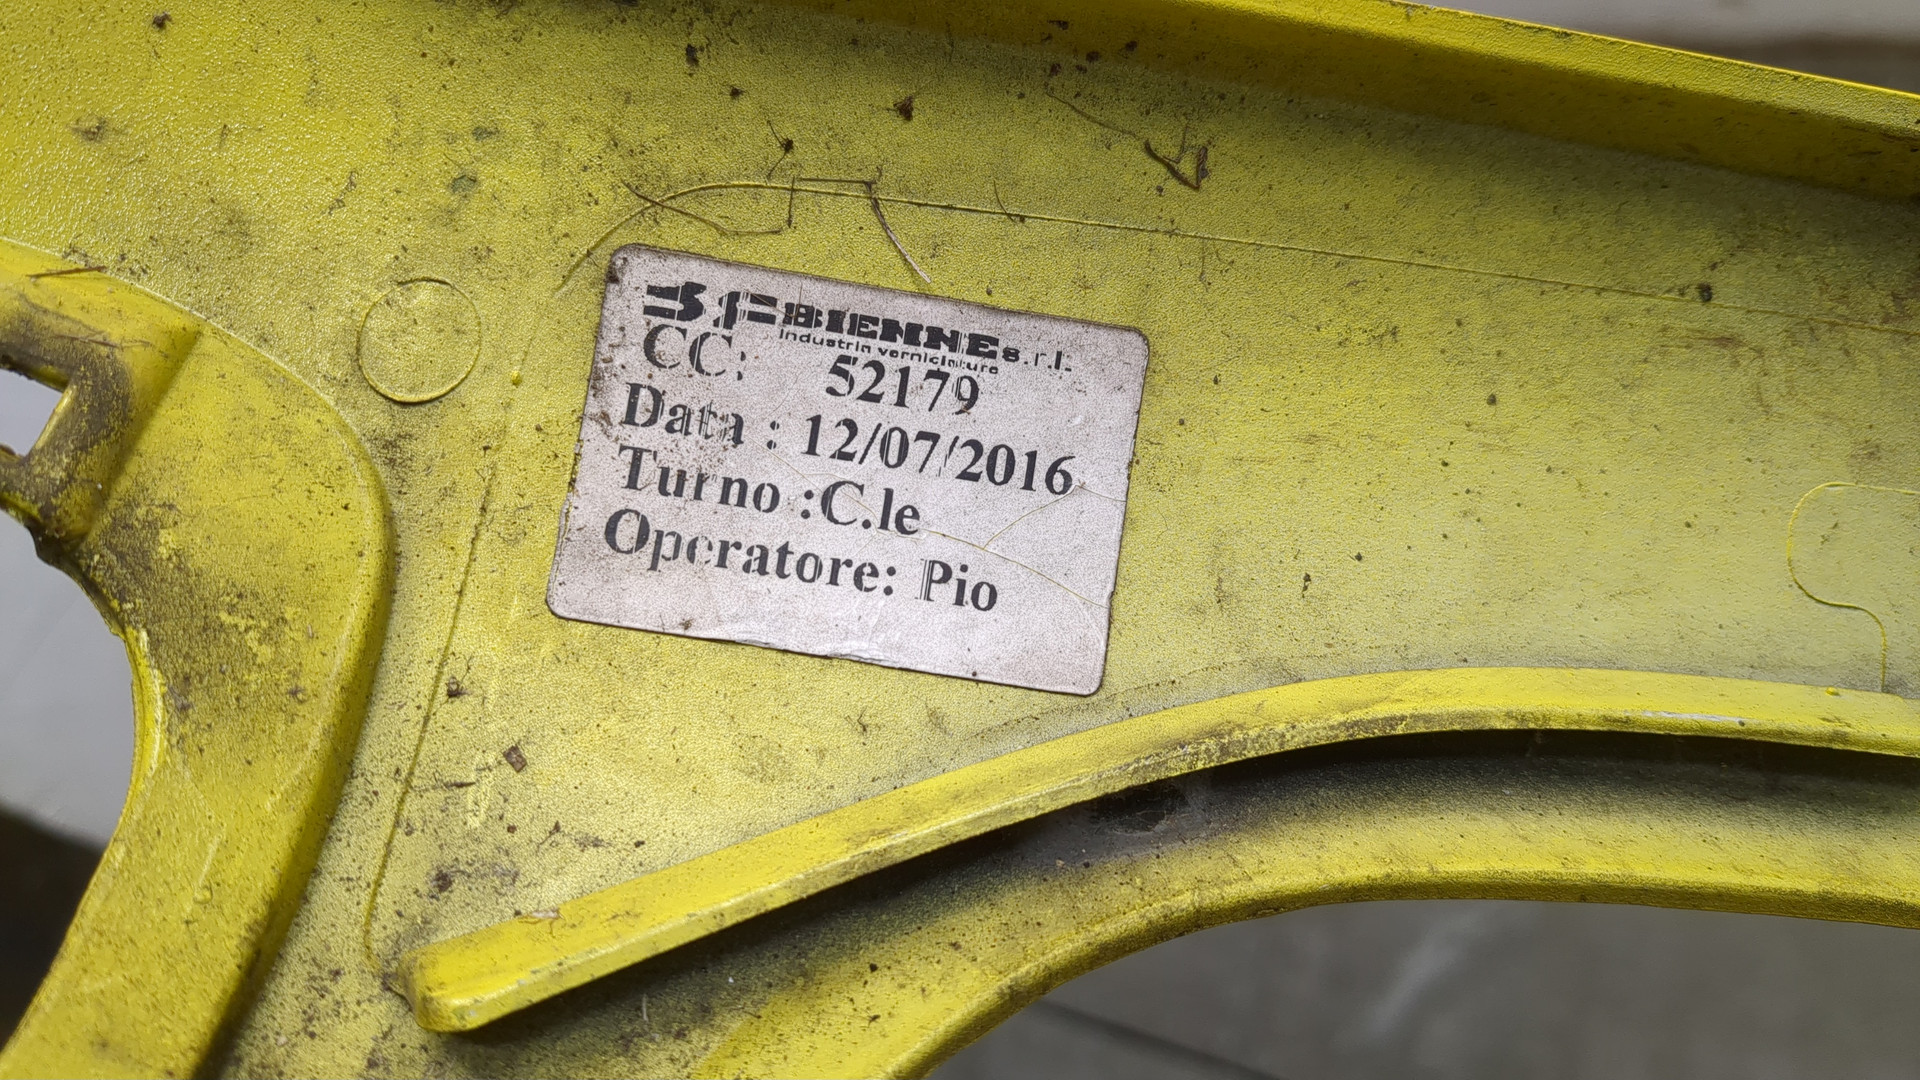 BIENNE s.r.l.
Industria verniciature
CC: 52179
Data : 12/07/2016
Turno :C.le
Operatore: Pio